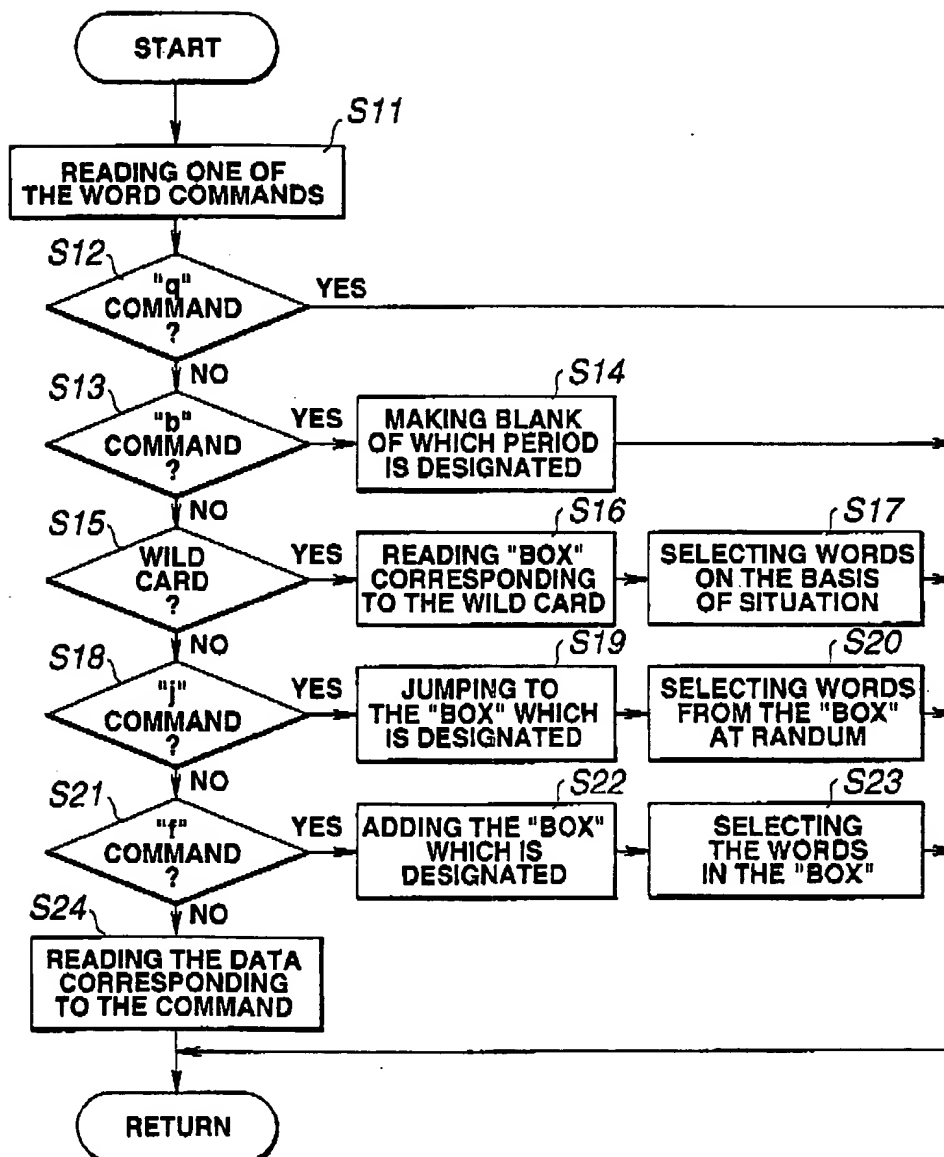 START
S11
READING ONE OF
THE WORD COMMANDS
S12
"q"
COMMAND
?
YES
NO
S13
"b"
COMMAND
?
YES
S14
MAKING BLANK
OF WHICH PERIOD
IS DESIGNATED
NO
S15
WILD
CARD
?
YES
S16
READING "BOX"
CORRESPONDING
TO THE WILD CARD
S17
SELECTING WORDS
ON THE BASIS
OF SITUATION
NO
S18
"j"
COMMAND
?
YES
S19
JUMPING TO
THE "BOX" WHICH
IS DESIGNATED
S20
SELECTING WORDS
FROM THE "BOX"
AT RANDUM
NO
S21
"f"
COMMAND
?
YES
S22
ADDING THE "BOX"
WHICH IS
DESIGNATED
S23
SELECTING
THE WORDS
IN THE "BOX"
NO
S24
READING THE DATA
CORRESPONDING
TO THE COMMAND
RETURN